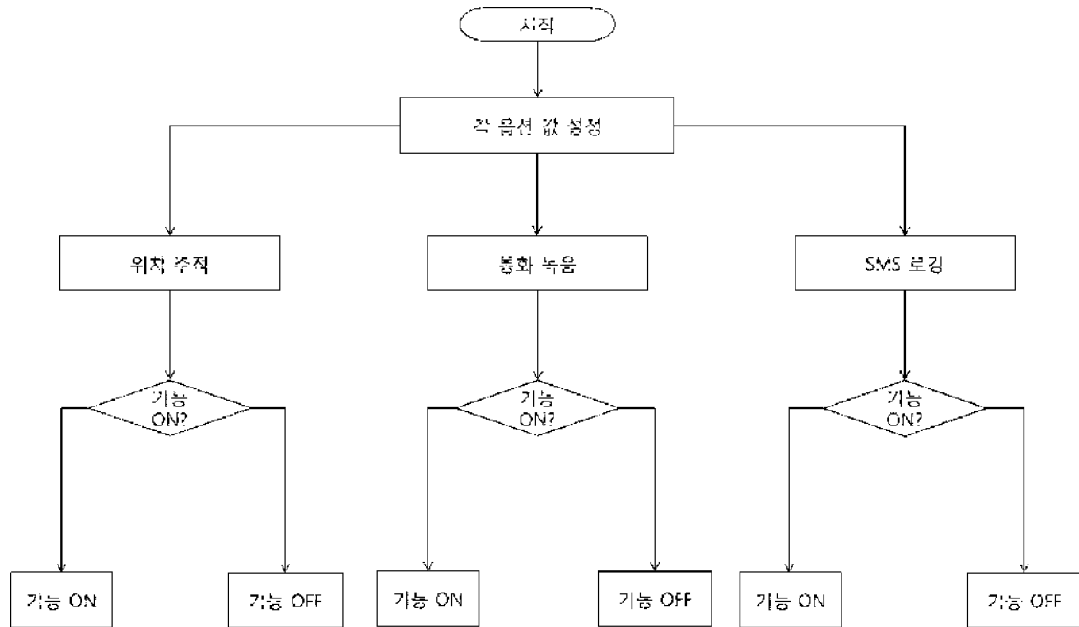 시작
각 옵션 값 설정
위치 추적
통화 녹음
SMS 로깅
기능
ON?
기능
ON?
기능
ON?
기능 ON
기능 OFF
기능 ON
기능 OFF
기능 ON
기능 OFF